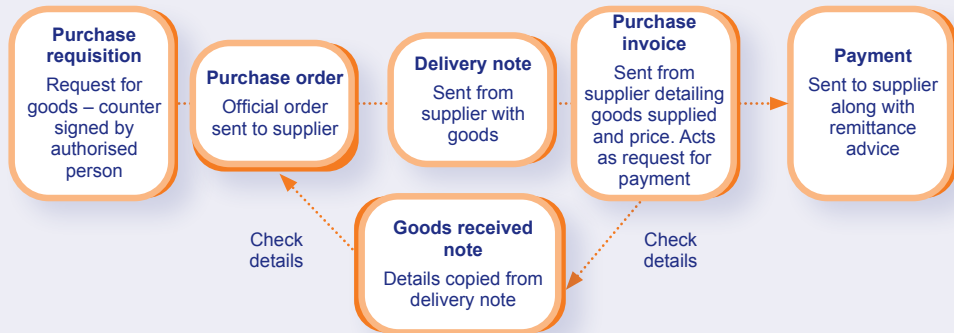 Purchase
requisition
Request for
goods – counter
signed by
authorised
person
Purchase order
Official order
sent to supplier
Delivery note
Sent from
supplier with
goods
Purchase
invoice
Sent from
supplier detailing
goods supplied
and price. Acts
as request for
payment
Payment
Sent to supplier
along with
remittance
advice
Check
details
Goods received
note
Details copied from
delivery note
Check
details